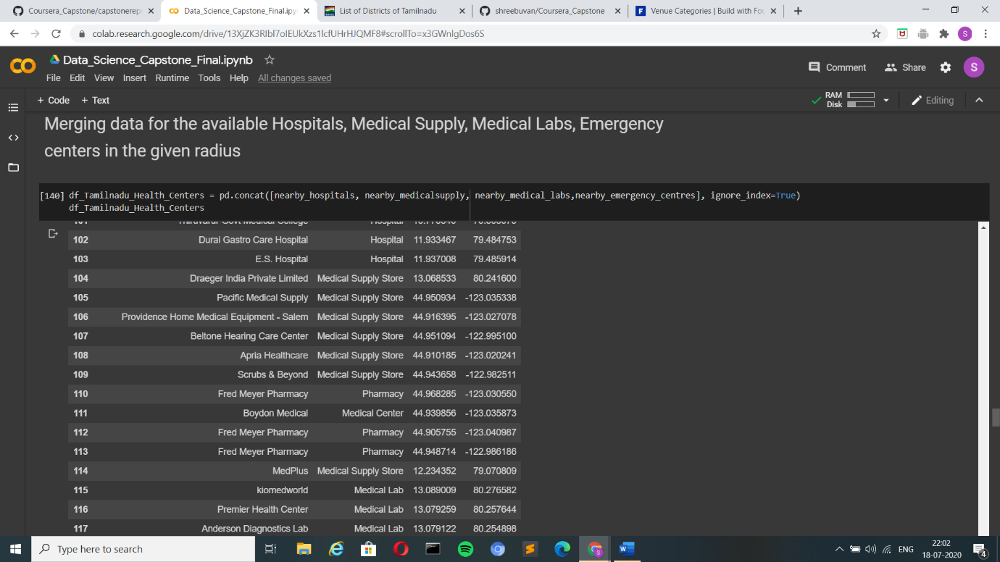 Coursera_Capstone/capstonerep
Data_Science_Capstone_Final.ipy
List of Districts of Tamilnadu
shreebuvan/Coursera_Capstone
Venue Categories | Build with Fou
colab.research.google.com/drive/13XjZK3RIbl7oIEUkXzs1lcfUHrHJQMF8#scrollTo=x3GWnlgDos6S
S
Data_Science_Capstone_Final.ipynb
File Edit View Insert Runtime Tools Help All changes saved
Comment Share S
+ Code + Text
RAM
Disk
Editing
Merging data for the available Hospitals, Medical Supply, Medical Labs, Emergency
centers in the given radius
[140] df_Tamilnadu_Health_Centers = pd.concat([nearby_hospitals, nearby_medicalsupply, nearby_medical_labs,nearby_emergency_centres], ignore_index=True)
df_Tamilnadu_Health_Centers
102 Durai Gastro Care Hospital Hospital 11.933467 79.484753
103 E.S. Hospital Hospital 11.937008 79.485914
104 Draeger India Private Limited Medical Supply Store 13.068533 80.241600
105 Pacific Medical Supply Medical Supply Store 44.950934 -123.035338
106 Providence Home Medical Equipment - Salem Medical Supply Store 44.916395 -123.027078
107 Beltone Hearing Care Center Medical Supply Store 44.951094 -122.995100
108 Apria Healthcare Medical Supply Store 44.910185 -123.020241
109 Scrubs & Beyond Medical Supply Store 44.943658 -122.982511
110 Fred Meyer Pharmacy Pharmacy 44.968285 -123.030550
111 Boydon Medical Medical Center 44.939856 -123.035873
112 Fred Meyer Pharmacy Pharmacy 44.905755 -123.040987
113 Fred Meyer Pharmacy Pharmacy 44.948714 -122.986186
114 MedPlus Medical Supply Store 12.234352 79.070809
115 kiomedworld Medical Lab 13.089009 80.276582
116 Premier Health Center Medical Lab 13.079259 80.257644
117 Anderson Diagnostics Lab Medical Lab 13.079122 80.254898
Type here to search
ENG
22:02
18-07-2020
4